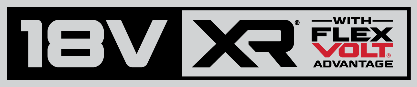 18V XR® WITH
FLEX
VOLT®
ADVANTAGE